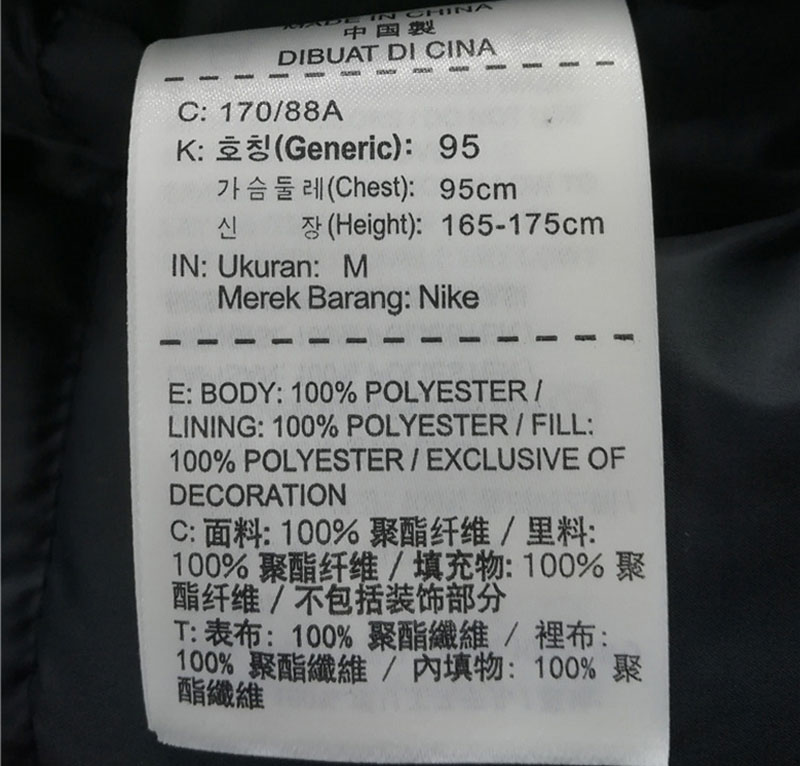 MADE IN CHINA
中国製
DIBUAT DI CINA
C: 170/88A
K: 호칭(Generic): 95
가슴둘레(Chest): 95cm
신 장(Height): 165-175cm
IN: Ukuran: M
Merek Barang: Nike
E: BODY: 100% POLYESTER /
LINING: 100% POLYESTER / FILL:
100% POLYESTER / EXCLUSIVE OF
DECORATION
C: 面料: 100% 聚酯纤维 / 里料:
100% 聚酯纤维 / 填充物: 100% 聚
酯纤维 / 不包括装饰部分
T: 表布: 100% 聚酯纖維 / 裡布:
100% 聚酯纖維 / 內填物: 100% 聚
酯纖維